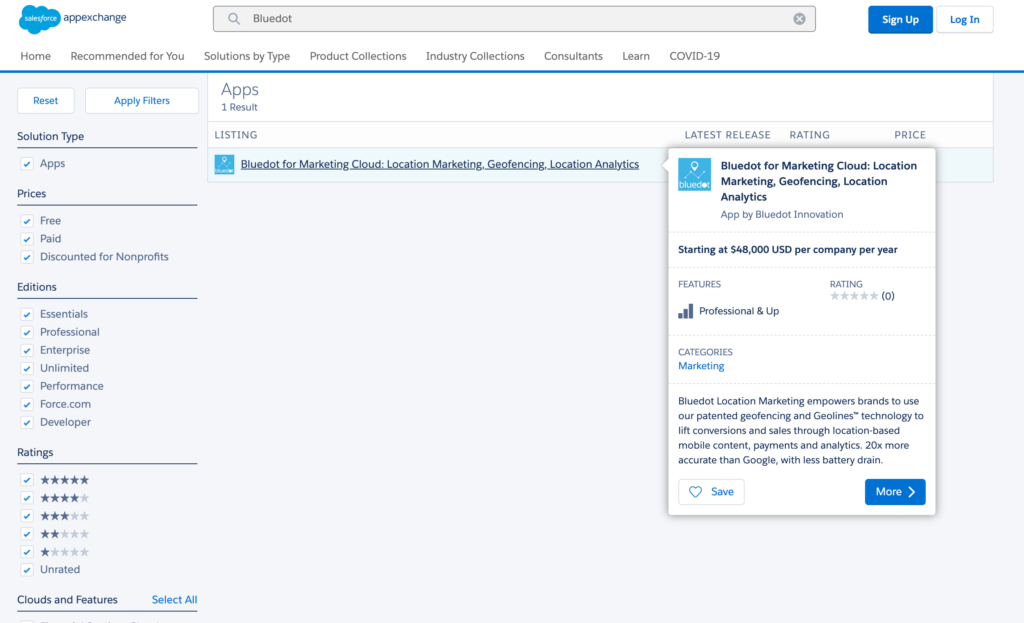 salesforce appexchange
Bluedot
Sign Up
Log In
Home Recommended for You Solutions by Type Product Collections Industry Collections Consultants Learn COVID-19
Reset
Apply Filters
Solution Type
Apps
Prices
Free
Paid
Discounted for Nonprofits
Editions
Essentials
Professional
Enterprise
Unlimited
Performance
Force.com
Developer
Ratings
Unrated
Clouds and Features Select All
Apps
1 Result
LISTING LATEST RELEASE RATING PRICE
bluedot
Bluedot for Marketing Cloud: Location Marketing, Geofencing, Location Analytics
bluedot
Bluedot for Marketing Cloud: Location
Marketing, Geofencing, Location
Analytics
App by Bluedot Innovation
Starting at $48,000 USD per company per year
FEATURES
Professional & Up
RATING
(0)
CATEGORIES
Marketing
Bluedot Location Marketing empowers brands to use
our patented geofencing and Geolines™ technology to
lift conversions and sales through location-based
mobile content, payments and analytics. 20x more
accurate than Google, with less battery drain.
Save
More